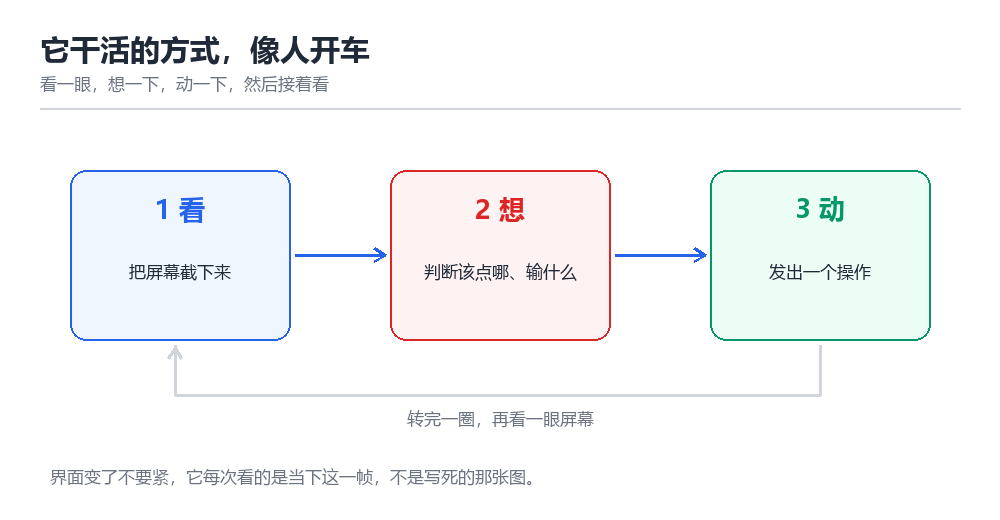 它干活的方式，像人开车
看一眼，想一下，动一下，然后接着看
1 看
把屏幕截下来
2 想
判断该点哪、输什么
3 动
发出一个操作
转完一圈，再看一眼屏幕
界面变了不要紧，它每次看的是当下这一帧，不是写死的那张图。